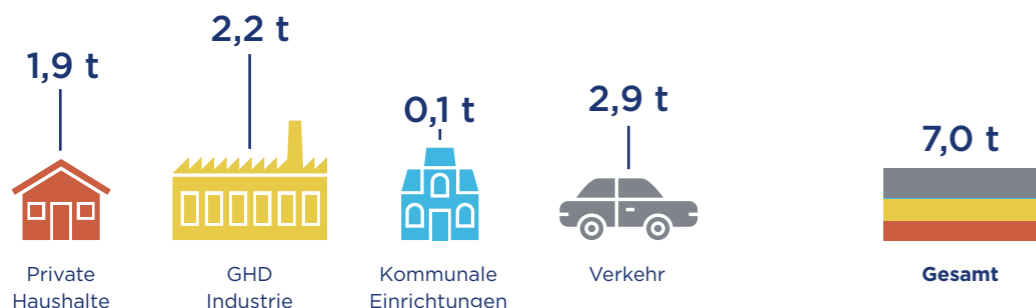 1,9 t
2,2 t
0,1 t
2,9 t
7,0 t
Private
Haushalte
GHD
Industrie
Kommunale
Einrichtungen
Verkehr
Gesamt